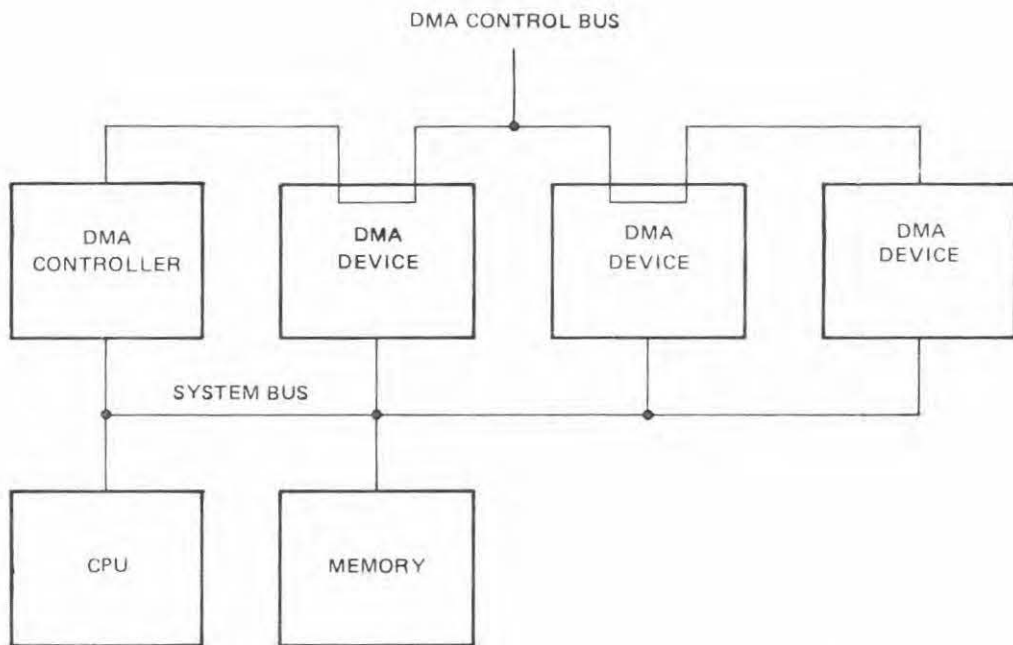 DMA CONTROL BUS
DMA
CONTROLLER
DMA
DEVICE
DMA
DEVICE
DMA
DEVICE
SYSTEM BUS
CPU
MEMORY